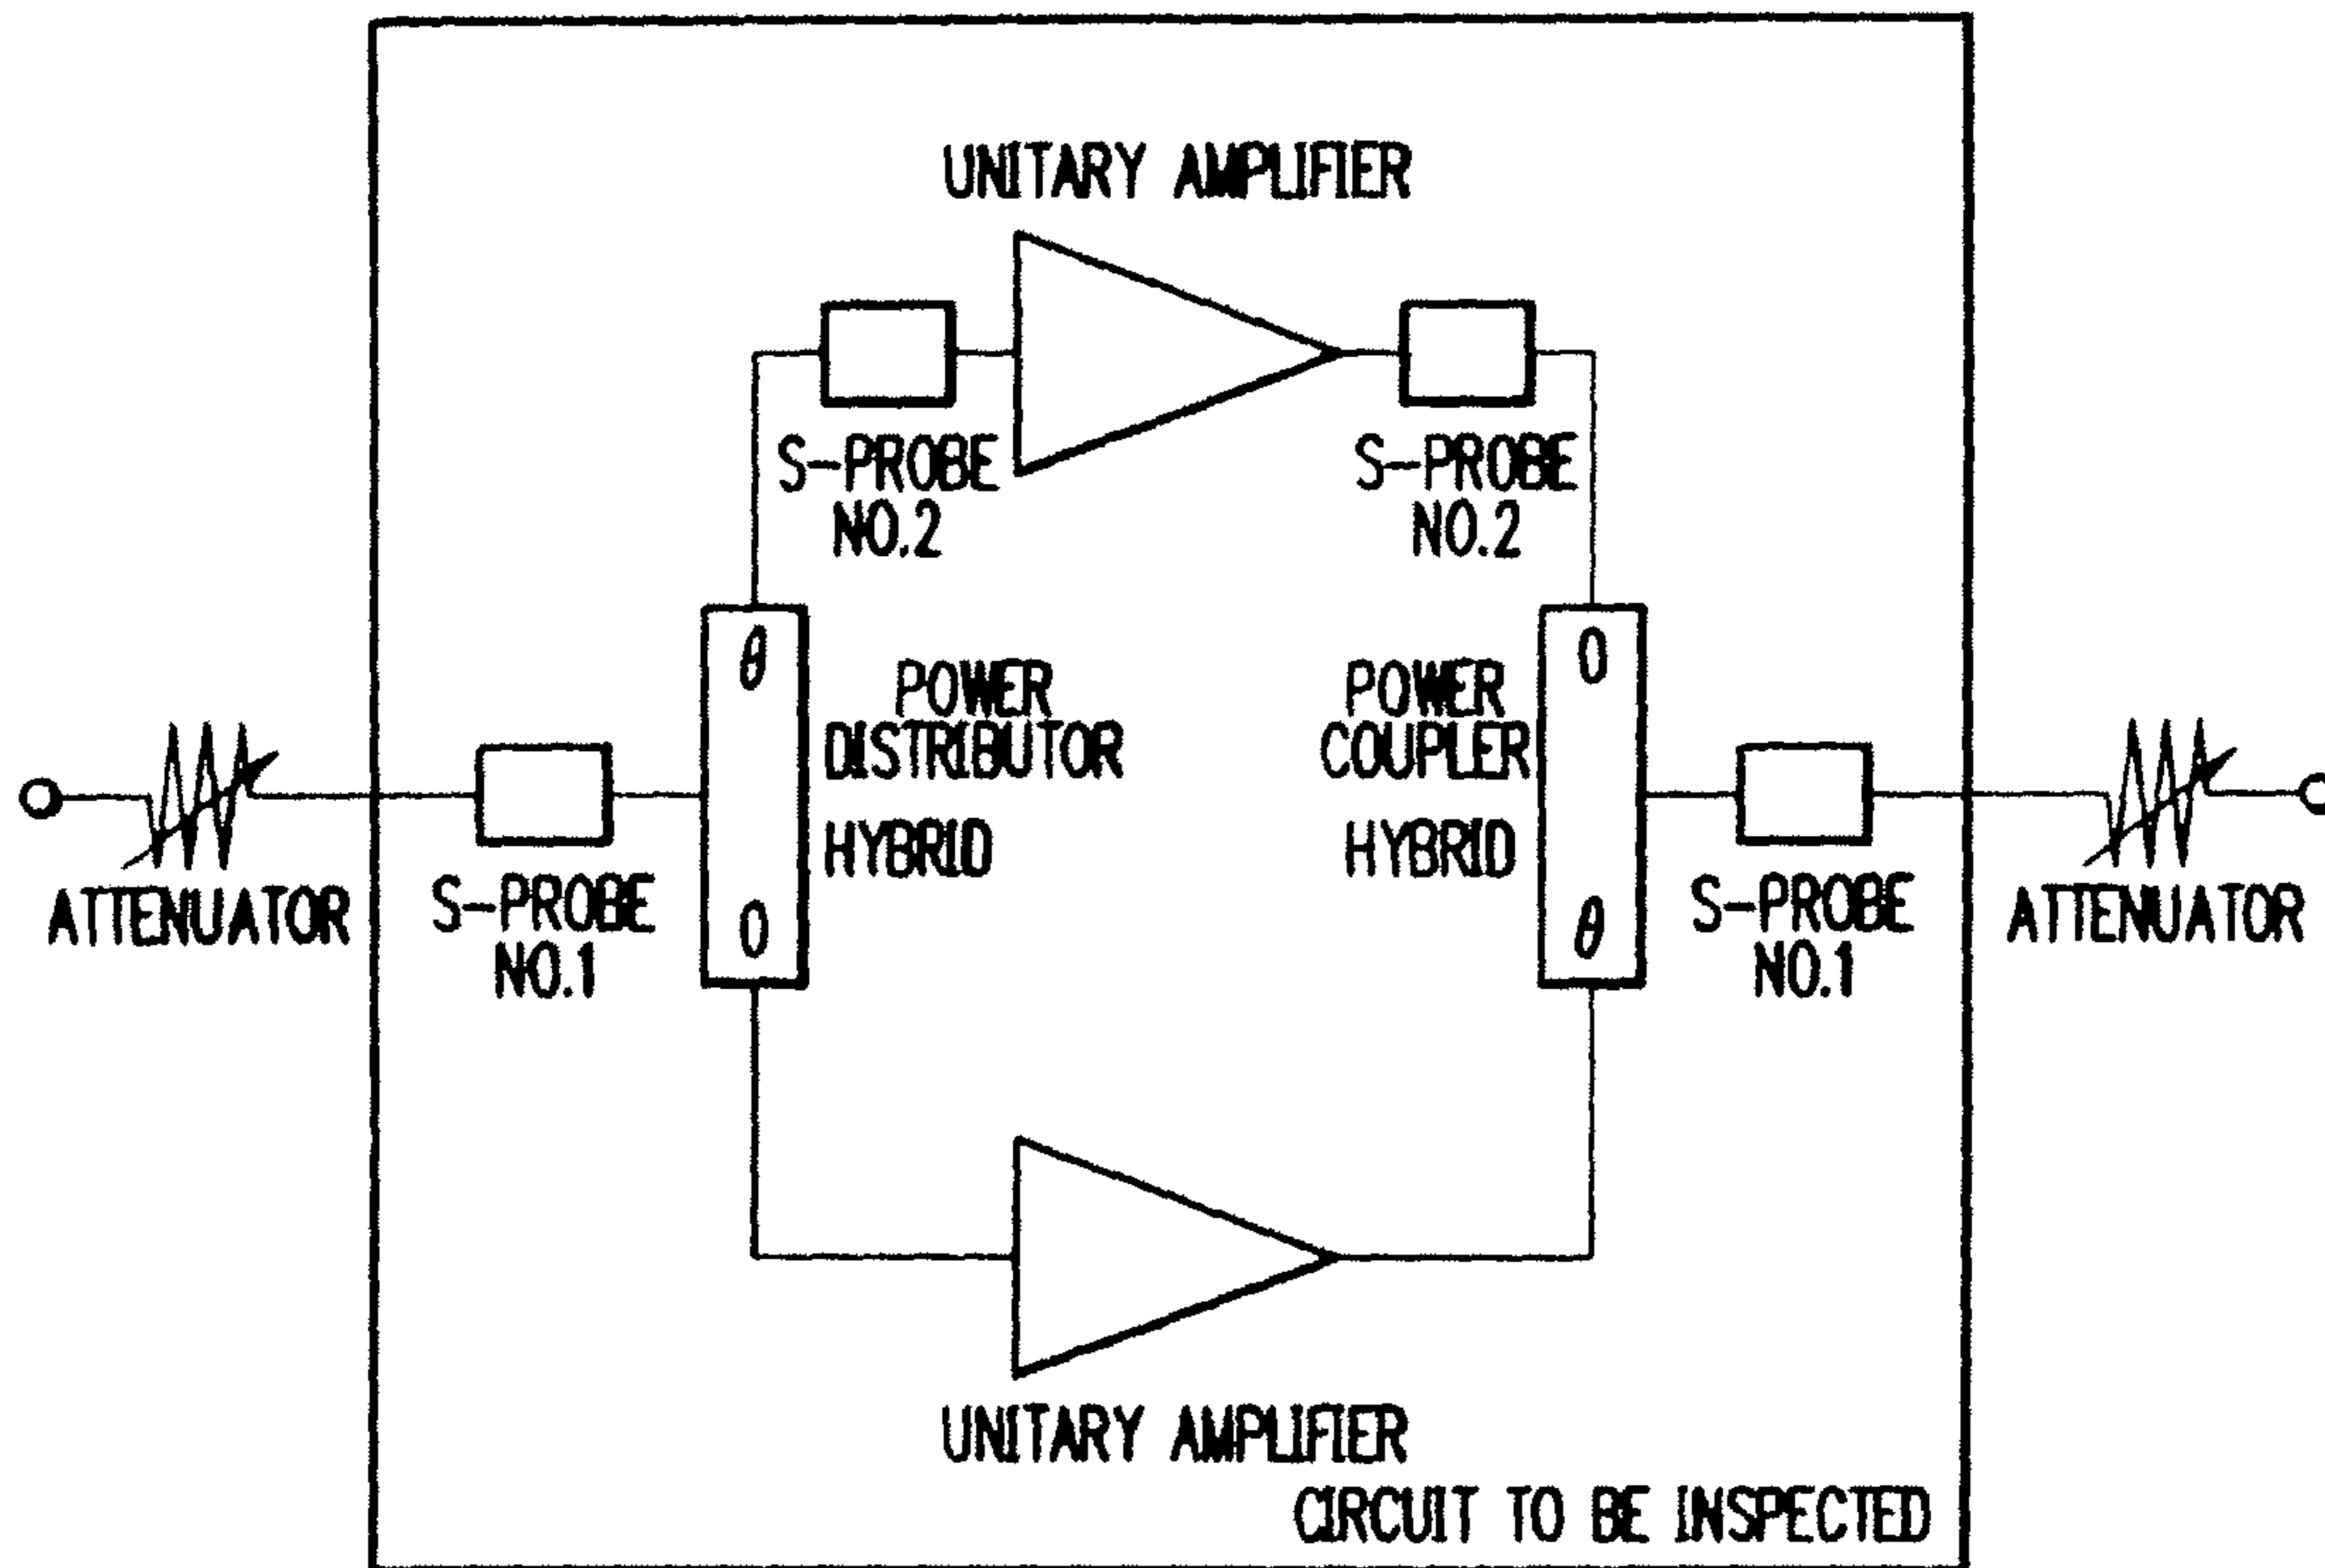 UNITARY AMPLIFIER
S-PROBE
NO.2
S-PROBE
NO.2
θ
0
POWER
DISTRIBUTOR
HYBRID
POWER
COUPLER
HYBRID
0
θ
ATTENUATOR
S-PROBE
NO.1
S-PROBE
NO.1
ATTENUATOR
UNITARY AMPLIFIER
CIRCUIT TO BE INSPECTED